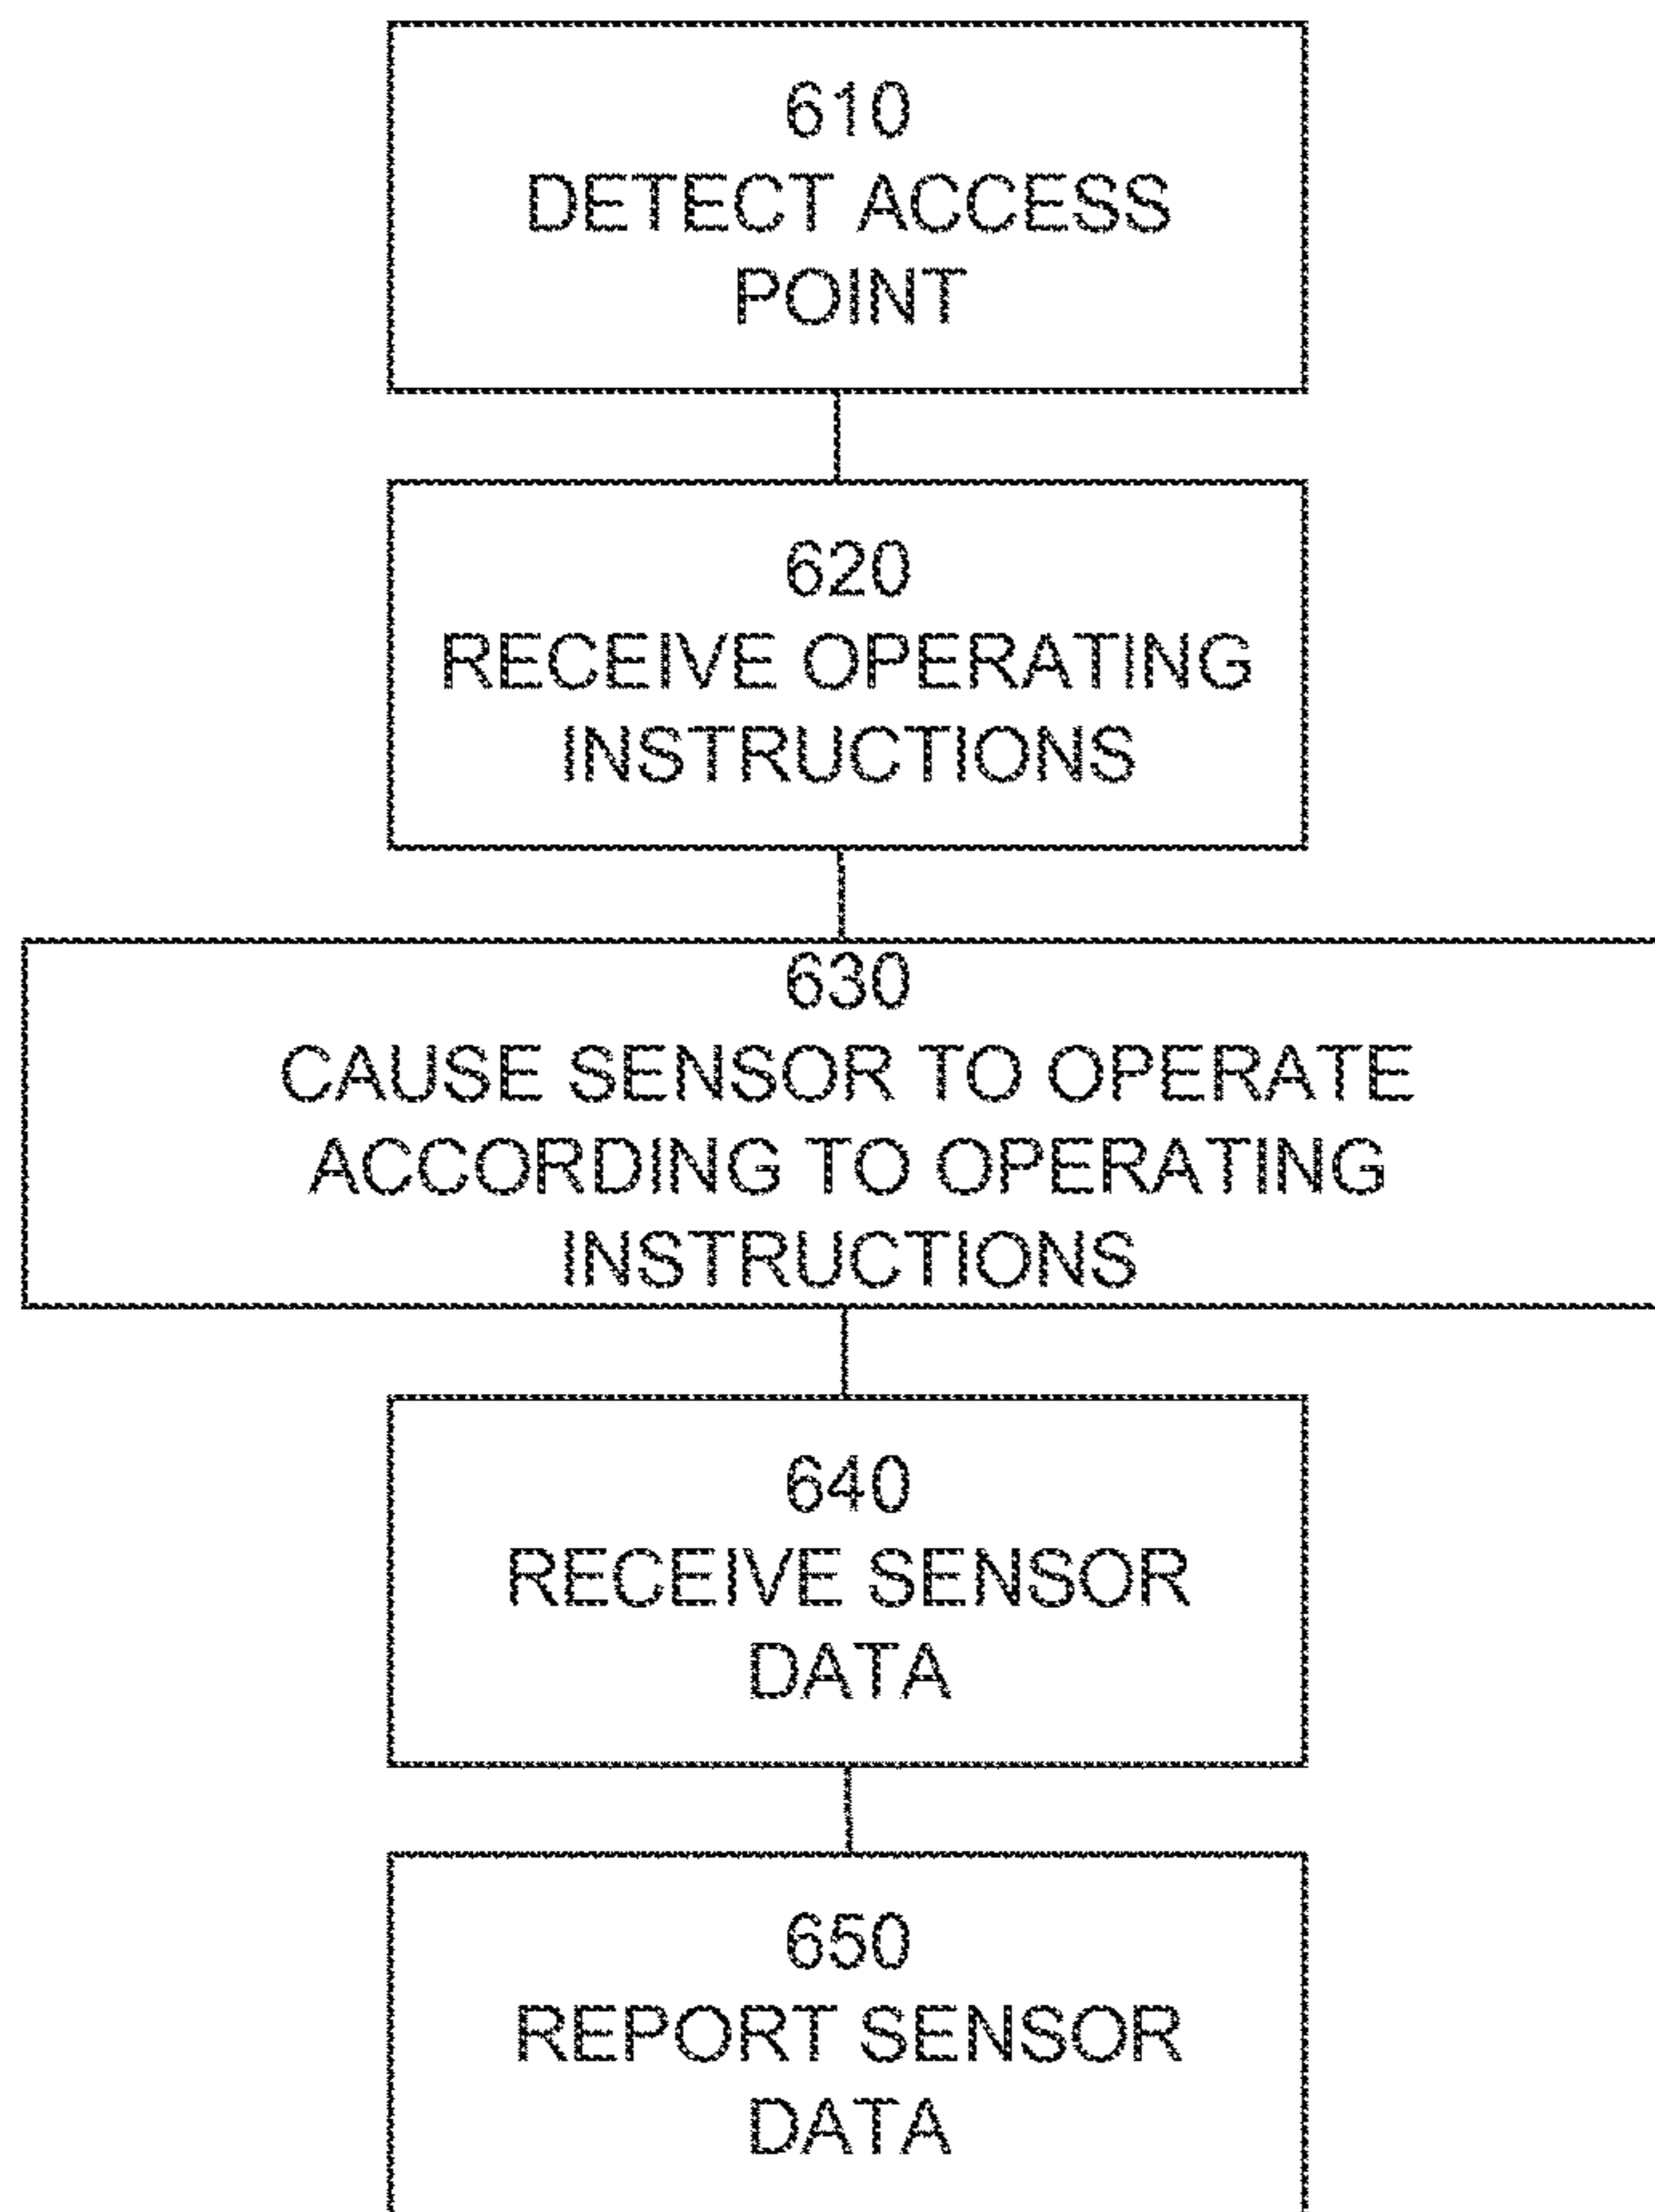 610
DETECT ACCESS
POINT
620
RECEIVE OPERATING
INSTRUCTIONS
630
CAUSE SENSOR TO OPERATE
ACCORDING TO OPERATING
INSTRUCTIONS
640
RECEIVE SENSOR
DATA
650
REPORT SENSOR
DATA